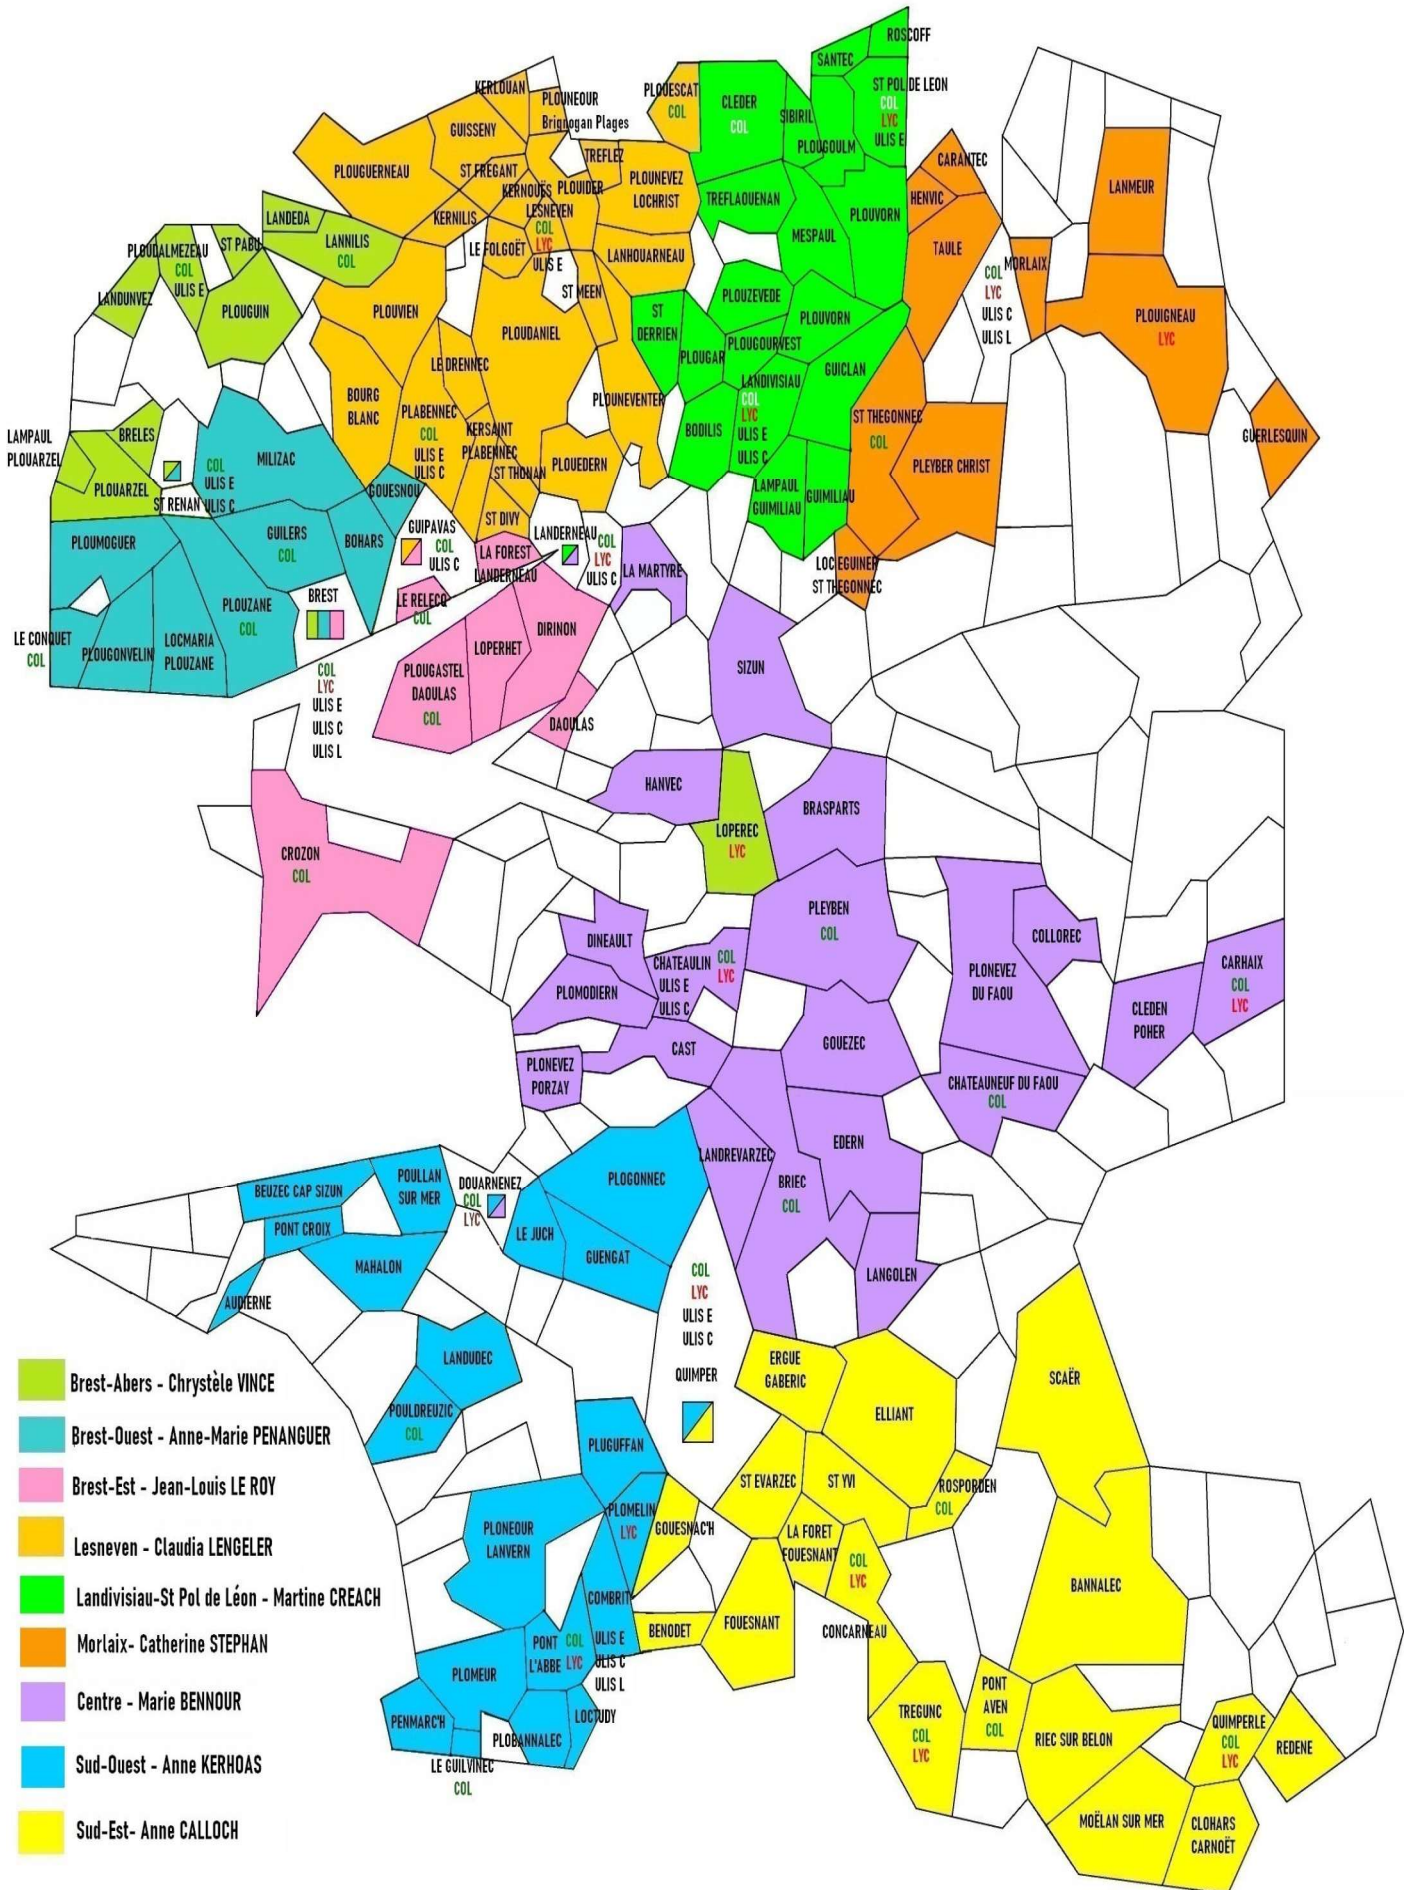 ROSCOFF
SANTEC
KERLOUAN
PLOUESCAT
COL
CLEDER
COL
SIBIRIL
ST POL DE LEON
COL
LYC
ULIS E
PLOUNEOUR
Brignogan Plages
GUISSENY
PLOUGOULM
TREFLEZ
CARANTEC
PLOUGUERNEAU
ST FREGANT
KERNOUËS
PLOUIDER
PLOUNEVEZ
LOCHRIST
TREFLAOUENAN
HENVIC
LANMEUR
LANDEDA
KERNILIS
LESNEVEN
COL
LYC
ULIS E
PLOUVORN
MESPAUL
TAULE
PLOUDALMEZEAU
COL
ULIS E
ST PABU
LANNILIS
COL
LE FOLGOËT
LANHOUARNEAU
COL
LYC
ULIS C
ULIS L
MORLAIX
LANDUNVEZ
PLOUGUIN
PLOUVIEN
ST MEEN
PLOUZEVEDE
PLOUIGNEAU
LYC
ST
DERRIEN
PLOUVORN
PLOUDANIEL
PLOUGAR
PLOUGOURVEST
LE DRENNEC
GUICLAN
LANDIVISIAU
COL
LYC
ULIS E
ULIS C
BOURG
BLANC
PLABENNEC
COL
ULIS E
ULIS C
PLOUNEVENTER
ST THEGONNEC
COL
KERSAINT
PLABENNEC
BODILIS
LAMPAUL
PLOUARZEL
BRELES
GUERLESQUIN
MILIZAC
COL
ULIS E
ULIS C
PLOUEDERN
PLEYBER CHRIST
ST THONAN
PLOUARZEL
ST RENAN
GOUESNOU
LAMPAUL
GUIMILIAU
GUIMILIAU
ST DIVY
GUIPAVAS
COL
ULIS C
LANDERNEAU
COL
LYC
ULIS C
PLOUMOGUER
GUILERS
COL
BOHARS
LA FOREST
LANDERNEAU
LA MARTYRE
LOC EGUINER
ST THEGONNEC
BREST
COL
LYC
ULIS E
ULIS C
ULIS L
LE RELECQ
COL
PLOUZANE
COL
DIRINON
LE CONQUET
COL
PLOUGONVELIN
LOCMARIA
PLOUZANE
LOPERHET
PLOUGASTEL
DAOULAS
COL
SIZUN
DAOULAS
HANVEC
BRASPARTS
LOPEREC
LYC
CROZON
COL
PLEYBEN
COL
DINEAULT
COLLOREC
CHATEAULIN
COL
LYC
ULIS E
ULIS C
PLONEVEZ
DU FAOU
CARHAIX
COL
LYC
PLOMODIERN
CLEDEN
POHER
GOUEZEC
CAST
PLONEVEZ
PORZAY
CHATEAUNEUF DU FAOU
COL
EDERN
LANDREVARZEC
BRIEC
COL
POULLAN
SUR MER
PLOGONNEC
BEUZEC CAP SIZUN
DOUARNENEZ
COL
LYC
PONT CROIX
LE JUCH
GUENGAT
MAHALON
COL
LYC
ULIS E
ULIS C
QUIMPER
LANGOLEN
AUDIERNE
LANDUDEC
ERGUE
GABERIC
SCAËR
POULDREUZIC
COL
ELLIANT
PLUGUFFAN
ST EVARZEC
ST YVI
ROSPORDEN
COL
PLOMELIN
LYC
GOUESNAC'H
PLONEOUR
LANVERN
LA FORET
FOUESNANT
COL
LYC
CONCARNEAU
BANNALEC
COMBRIT
BENODET
FOUESNANT
PONT
L'ABBE
COL
LYC
ULIS E
ULIS C
ULIS L
PLOMEUR
PONT
AVEN
COL
PENMARC'H
LOCTUDY
PLOBANNALEC
TREGUNC
COL
LYC
QUIMPERLE
COL
LYC
RIEC SUR BELON
REDENE
LE GUILVINEC
COL
MOËLAN SUR MER
CLOHARS
CARNOËT
Brest-Abers - Chrystèle VINCE
Brest-Ouest - Anne-Marie PENANGUER
Brest-Est - Jean-Louis LE ROY
Lesneven - Claudia LENGELER
Landivisiau-St Pol de Léon - Martine CREACH
Morlaix- Catherine STEPHAN
Centre - Marie BENNOUR
Sud-Ouest - Anne KERHOAS
Sud-Est- Anne CALLOCH